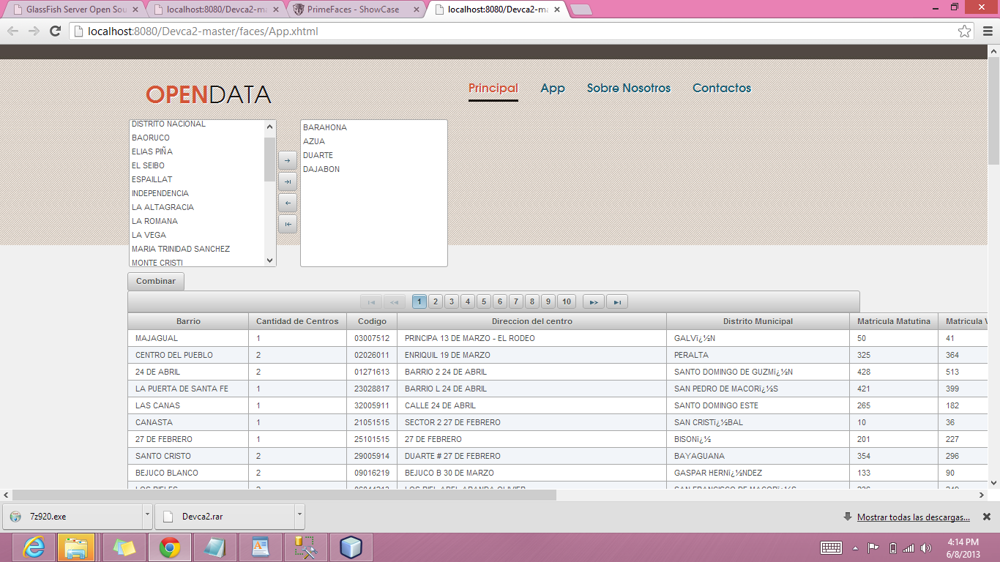 GlassFish Server Open Sou
localhost:8080/Devca2-ma
PrimeFaces - ShowCase
localhost:8080/Devca2-ma
localhost:8080/Devca2-master/faces/App.xhtml
OPENDATA
Principal App Sobre Nosotros Contactos
DISTRITO NACIONAL
BAORUCO
ELIAS PIÑA
EL SEIBO
ESPAILLAT
INDEPENDENCIA
LA ALTAGRACIA
LA ROMANA
LA VEGA
MARIA TRINIDAD SANCHEZ
MONTE CRISTI
BARAHONA
AZUA
DUARTE
DAJABON
Combinar
1 2 3 4 5 6 7 8 9 10
Barrio Cantidad de Centros Codigo Direccion del centro Distrito Municipal Matricula Matutina Matricula V
MAJAGUAL 1 03007512 PRINCIPA 13 DE MARZO - EL RODEO GALVï¿½N 50 41
CENTRO DEL PUEBLO 2 02026011 ENRIQUIL 19 DE MARZO PERALTA 325 364
24 DE ABRIL 2 01271613 BARRIO 2 24 DE ABRIL SANTO DOMINGO DE GUZMï¿½N 428 513
LA PUERTA DE SANTA FE 1 23028817 BARRIO L 24 DE ABRIL SAN PEDRO DE MACORï¿½S 421 399
LAS CANAS 1 32005911 CALLE 24 DE ABRIL SANTO DOMINGO ESTE 265 182
CANASTA 1 21051515 SECTOR 2 27 DE FEBRERO SAN CRISTï¿½BAL 10 36
27 DE FEBRERO 1 25101515 27 DE FEBRERO BISONï¿½ 201 227
SANTO CRISTO 2 29005914 DUARTE # 27 DE FEBRERO BAYAGUANA 354 296
BEJUCO BLANCO 2 09016219 BEJUCO B 30 DE MARZO GASPAR HERNï¿½NDEZ 133 90
7z920.exe
Devca2.rar
Mostrar todas las descargas...
4:14 PM
6/8/2013